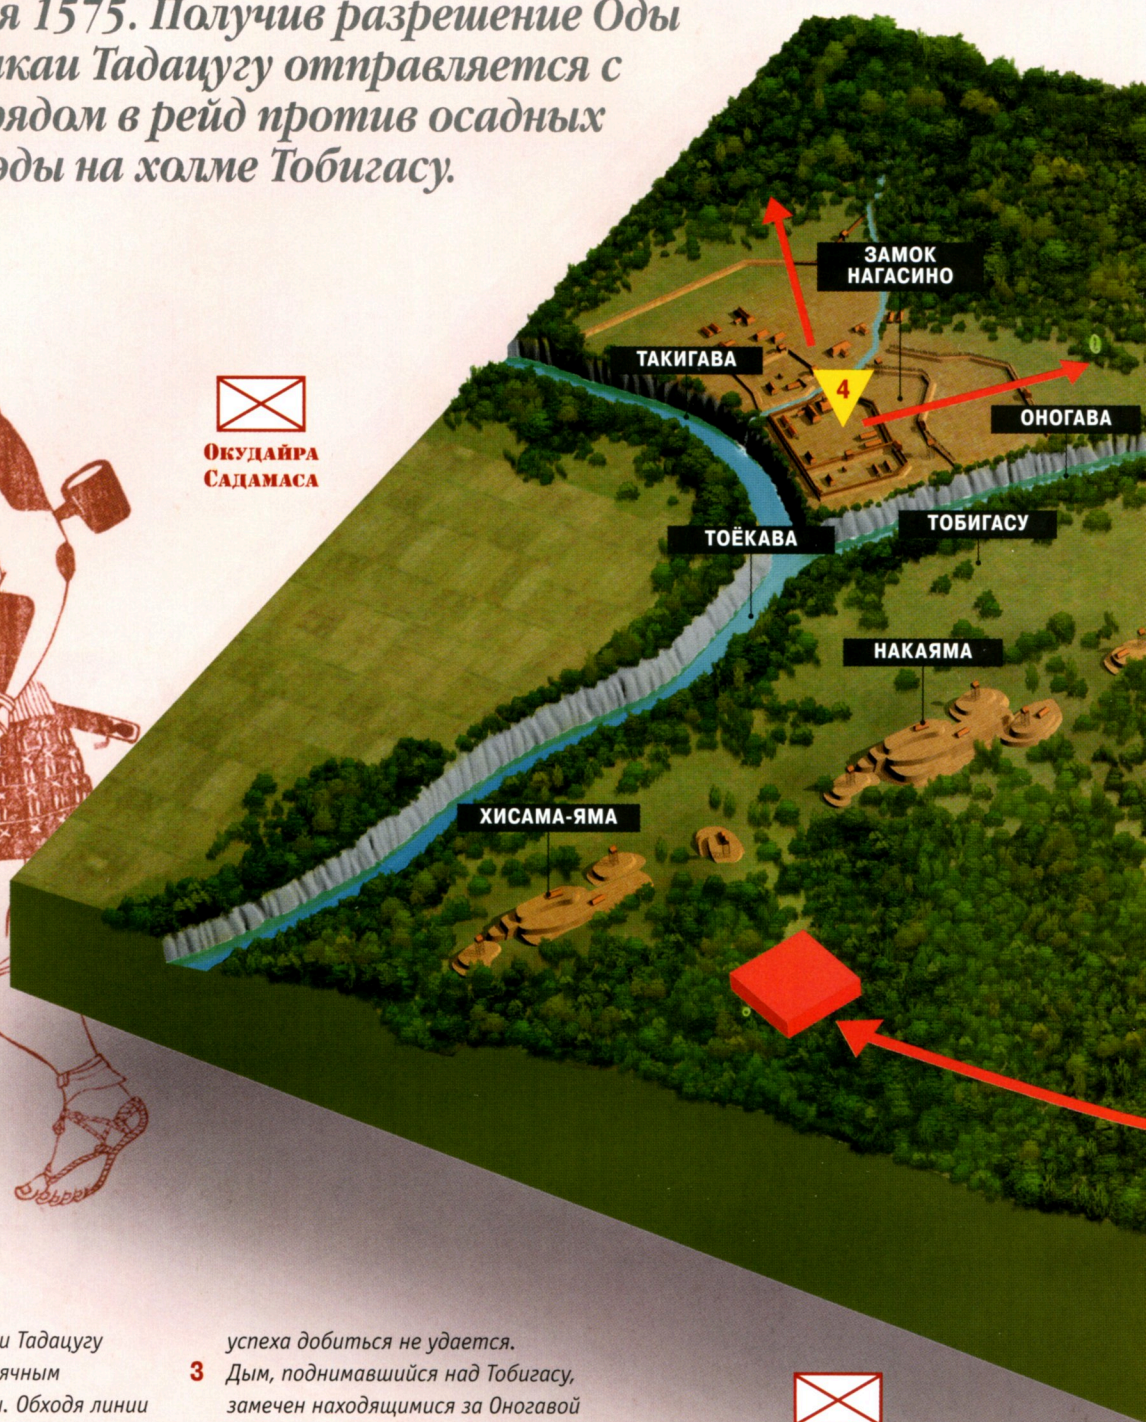 я 1575. Получив разрешение Оды
каи Тадацугу отправляется с
рядом в рейд против осадных
оды на холме Тобигасу.
ЗАМОК
НАГАСИНО
ТАКИГАВА
4
ОНОГАВА
Окудайра
Садамаса
ТОБИГАСУ
ТОЁКАВА
НАКАЯМА
ХИСАМА-ЯМА
и Тадацугу
ячным
. Обходя линии
успеха добиться не удается.
3 Дым, поднимавшийся над Тобигасу,
замечен находящимися за Оногавой